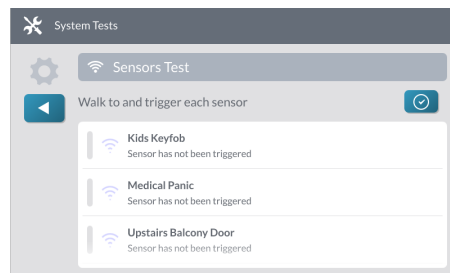 System Tests
Sensors Test
Walk to and trigger each sensor
Kids Keyfob
Sensor has not been triggered
Medical Panic
Sensor has not been triggered
Upstairs Balcony Door
Sensor has not been triggered